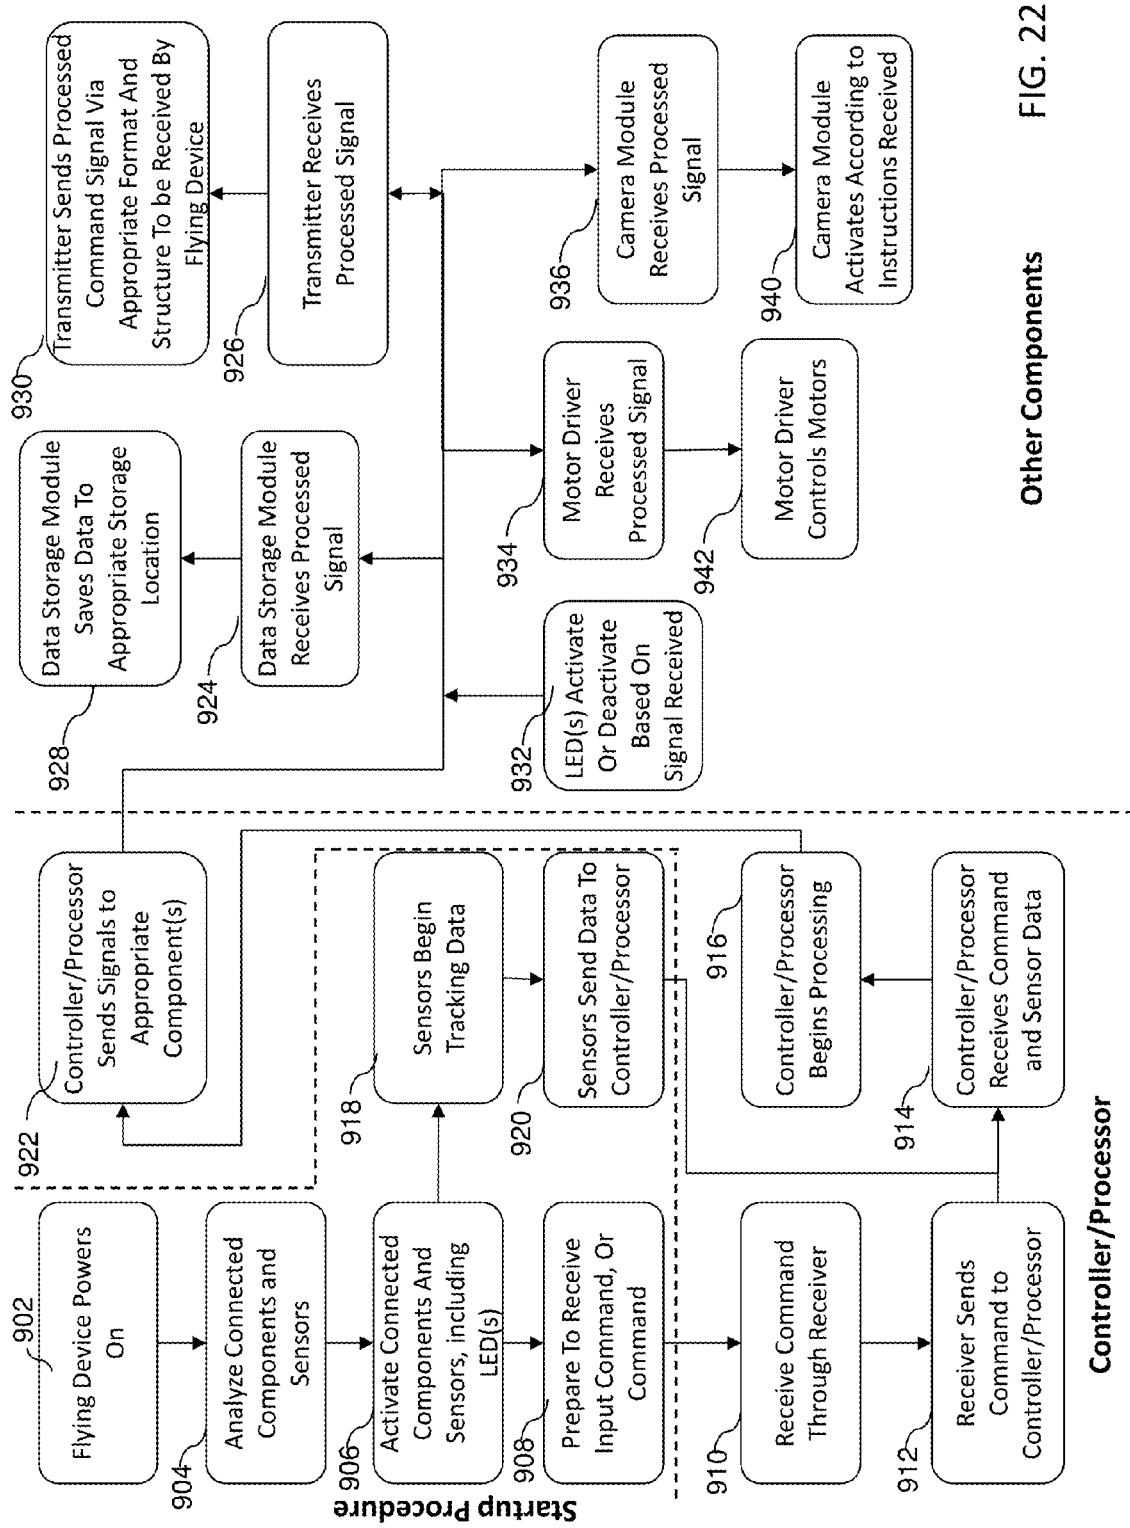 902
Flying Device Powers
On
904
Analyze Connected
Components and
Sensors
906
Activate Connected
Components And
Sensors, including
LED(s)
908
Prepare To Receive
Input Command, Or
Command
Startup Procedure
910
Receive Command
Through Receiver
912
Receiver Sends
Command to
Controller/Processor
922
Controller/Processor
Sends Signals to
Appropriate
Component(s)
918
Sensors Begin
Tracking Data
920
Sensors Send Data To
Controller/Processor
916
Controller/Processor
Begins Processing
914
Controller/Processor
Receives Command
and Sensor Data
Controller/Processor
928
Data Storage Module
Saves Data To
Appropriate Storage
Location
924
Data Storage Module
Receives Processed
Signal
932
LED(s) Activate
Or Deactivate
Based On
Signal Received
930
Transmitter Sends Processed
Command Signal Via
Appropriate Format And
Structure To be Received By
Flying Device
926
Transmitter Receives
Processed Signal
934
Motor Driver
Receives
Processed Signal
942
Motor Driver
Controls Motors
936
Camera Module
Receives Processed
Signal
940
Camera Module
Activates According to
Instructions Received
Other Components
FIG. 22